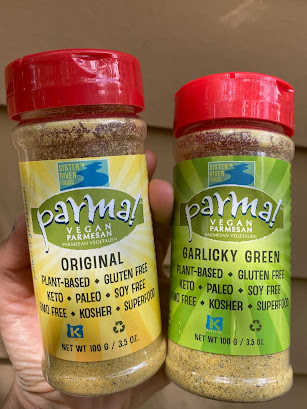 SISTER
RIVER
FOODS
parma!
VEGAN
PARMESAN
PARMESAN VEGETALIEN
ORIGINAL
PLANT-BASED • GLUTEN FREE
KETO • PALEO • SOY FREE
GMO FREE • KOSHER • SUPERFOOD
K
NET WT 100 G / 3.5 OZ.
SISTER
RIVER
FOODS
parma!
VEGAN
PARMESAN
PARMESAN VEGETALIEN
GARLICKY GREEN
PLANT-BASED • GLUTEN FREE
KETO • PALEO • SOY FREE
GMO FREE • KOSHER • SUPERFOOD
K
NET WT 100 G / 3.5 OZ.